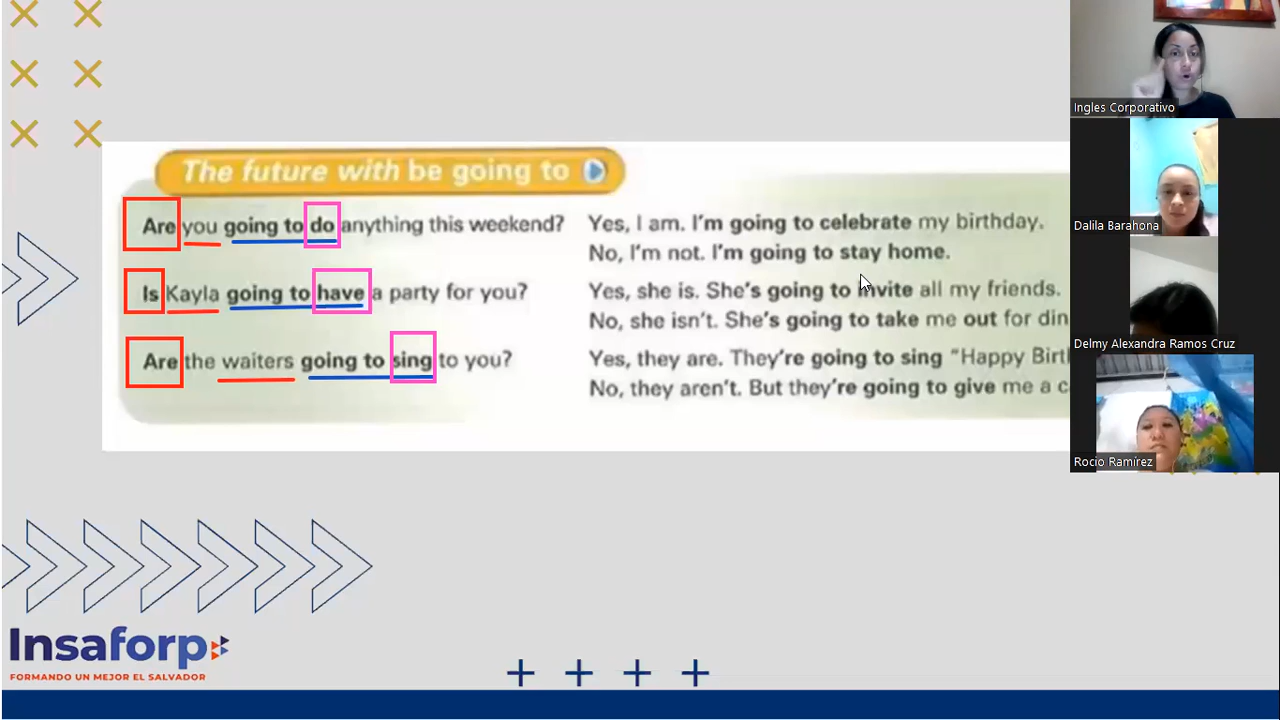 The future with be going to
Are you going to do anything this weekend? Yes, I am. I'm going to celebrate my birthday.
No, I'm not. I'm going to stay home.
Is Kayla going to have a party for you? Yes, she is. She's going to invite all my friends.
No, she isn't. She's going to take me out for din
Are the waiters going to sing to you? Yes, they are. They're going to sing "Happy Birt
No, they aren't. But they're going to give me a c
Ingles Corporativo
Dalila Barahona
Delmy Alexandra Ramos Cruz
Rocio Ramírez
Insaforp
FORMANDO UN MEJOR EL SALVADOR